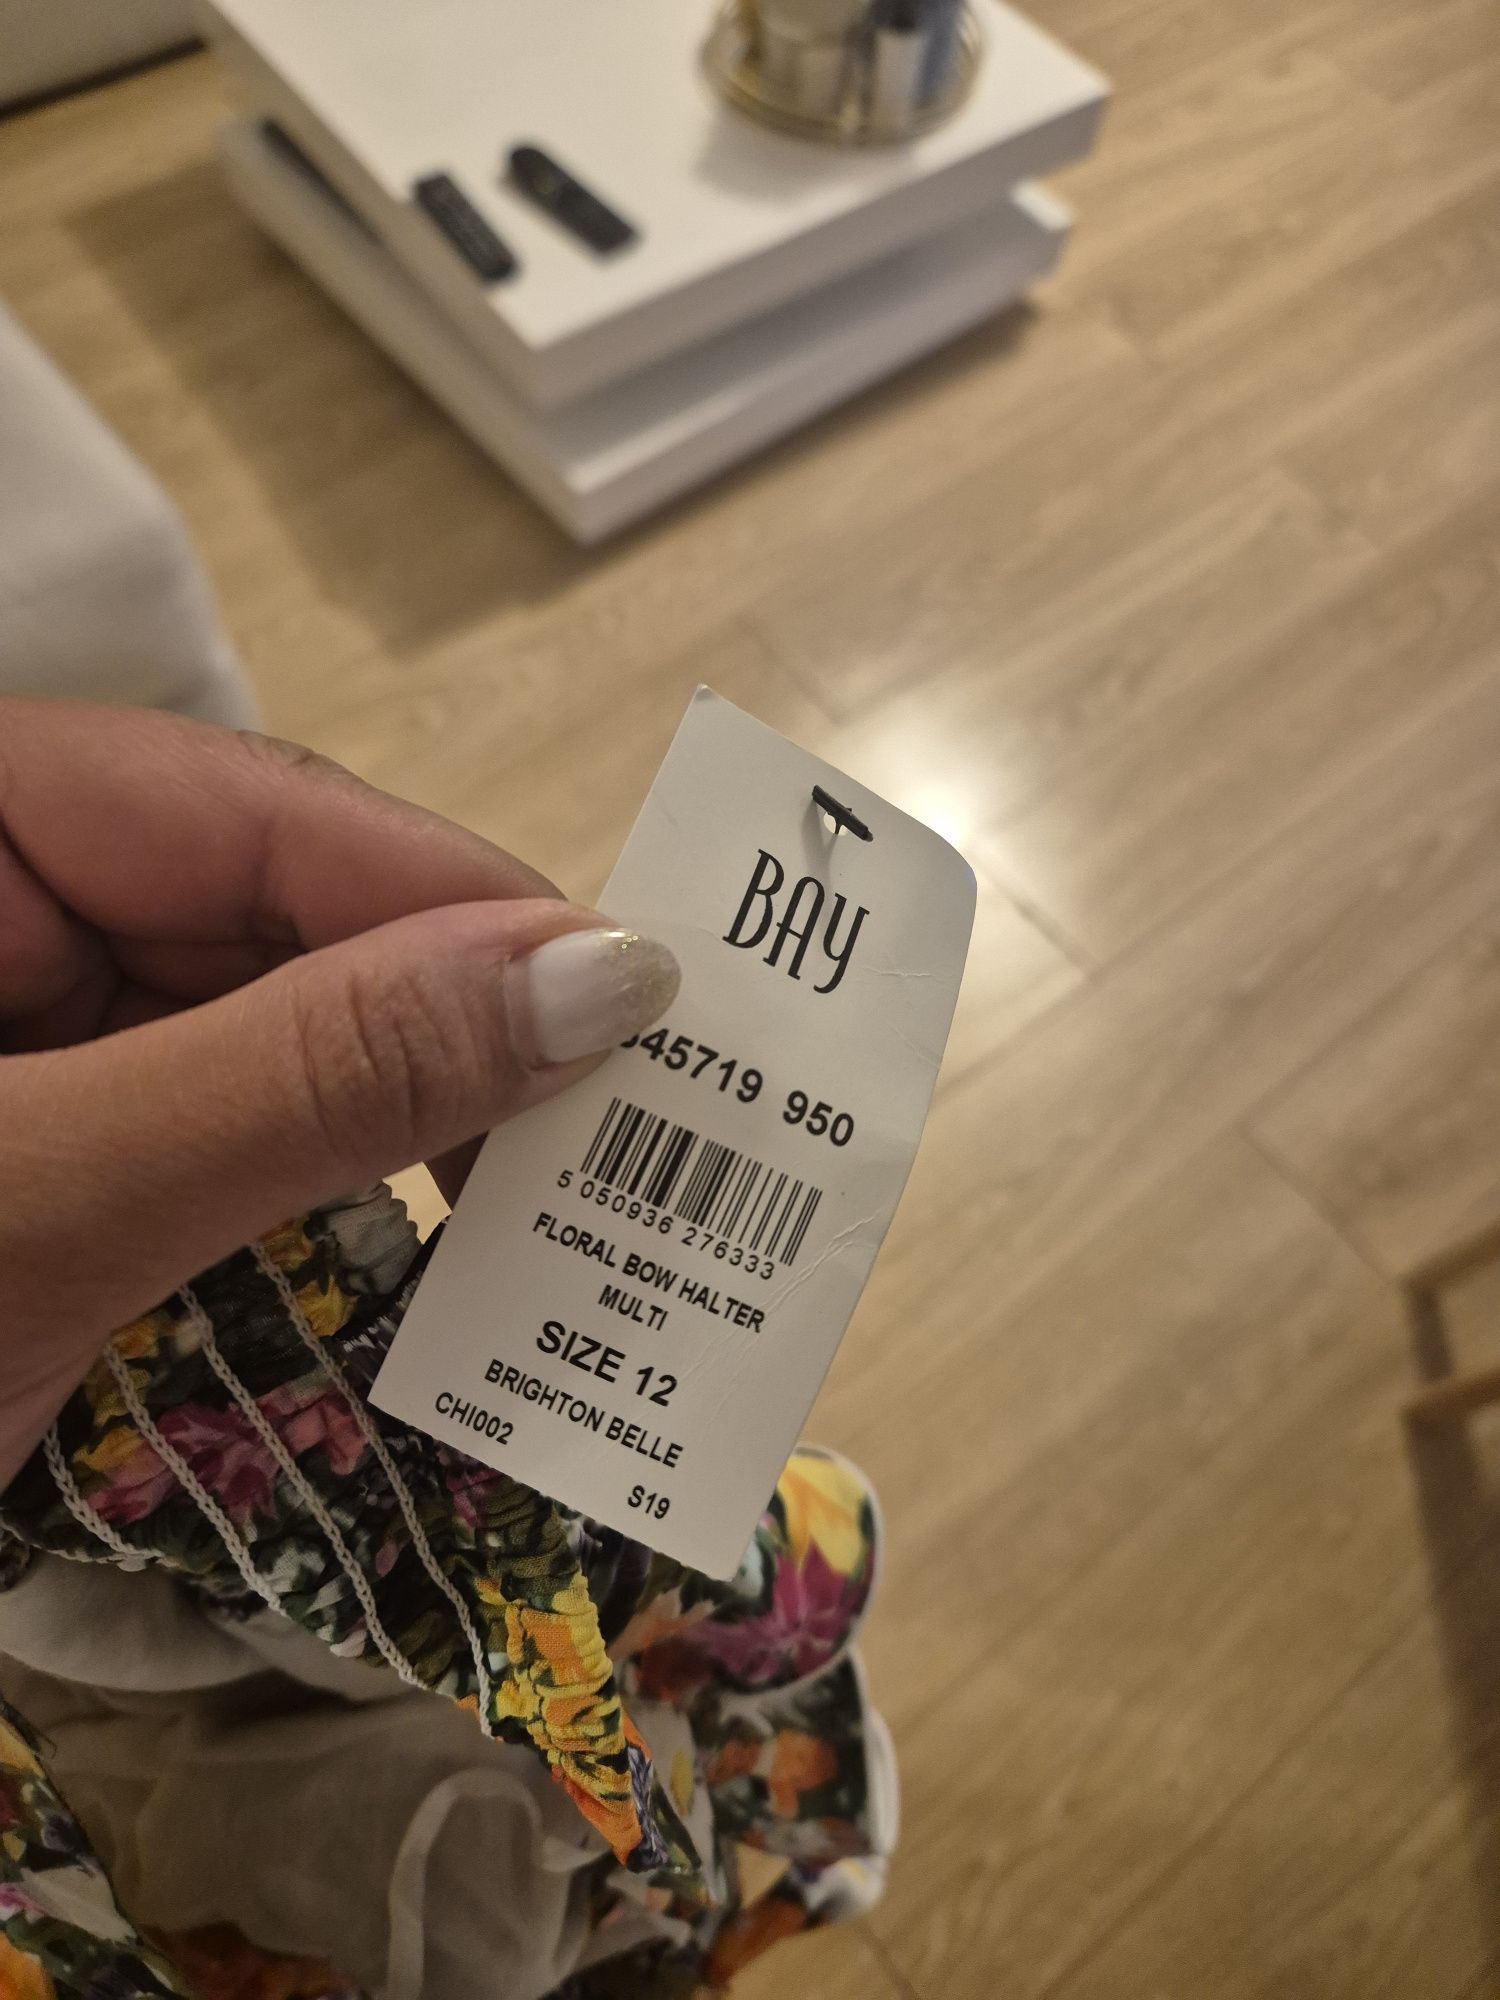 BAY
45719 950
5 050936 276333
FLORAL BOW HALTER
MULTI
SIZE 12
BRIGHTON BELLE
CHI002
S19